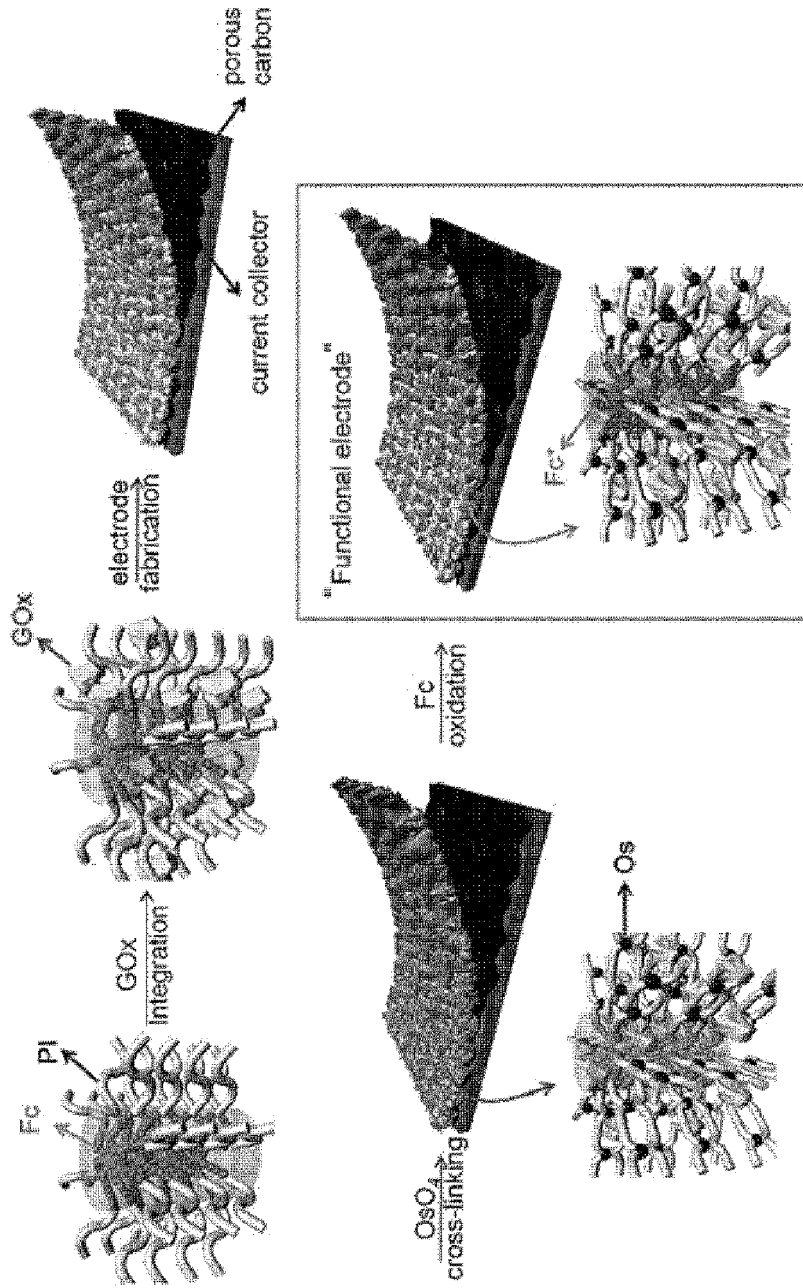 Fc
PI
GOx
Integration
GOx
electrode
fabrication
current collector
porous
carbon
OsO4
cross-linking
Os
Fc
oxidation
"Functional electrode"
Fc+